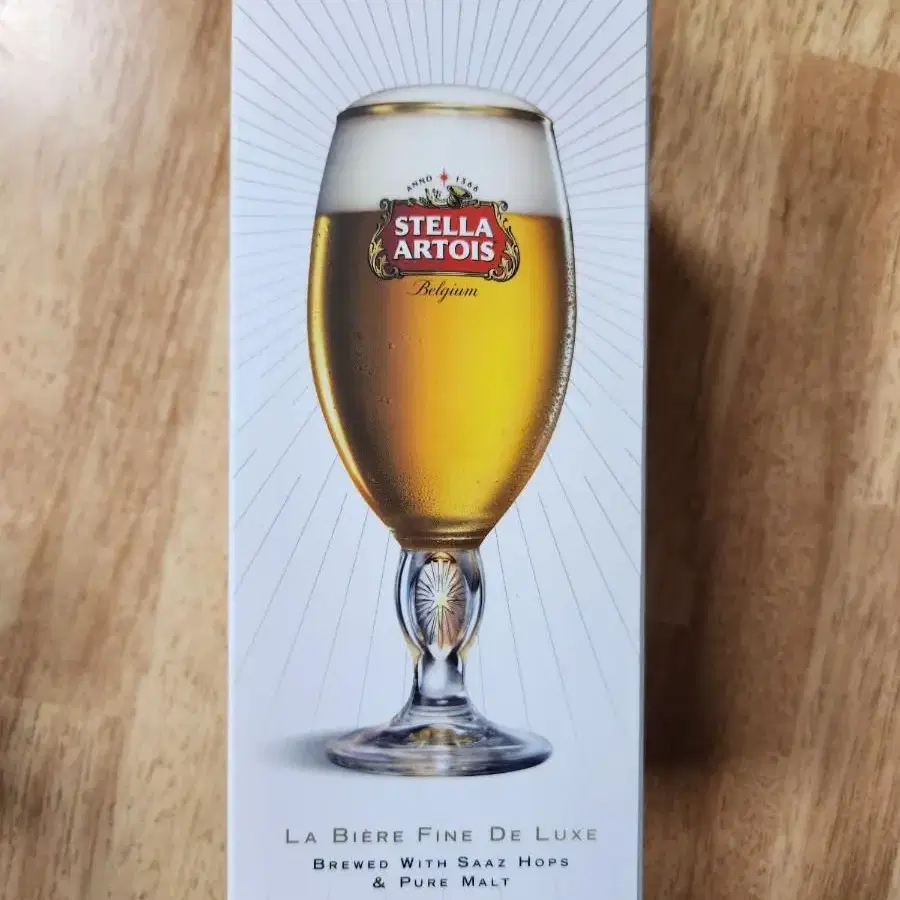 ANNO 1366
STELLA
ARTOIS
Belgium
LA BIÈRE FINE DE LUXE
BREWED WITH SAAZ HOPS
& PURE MALT